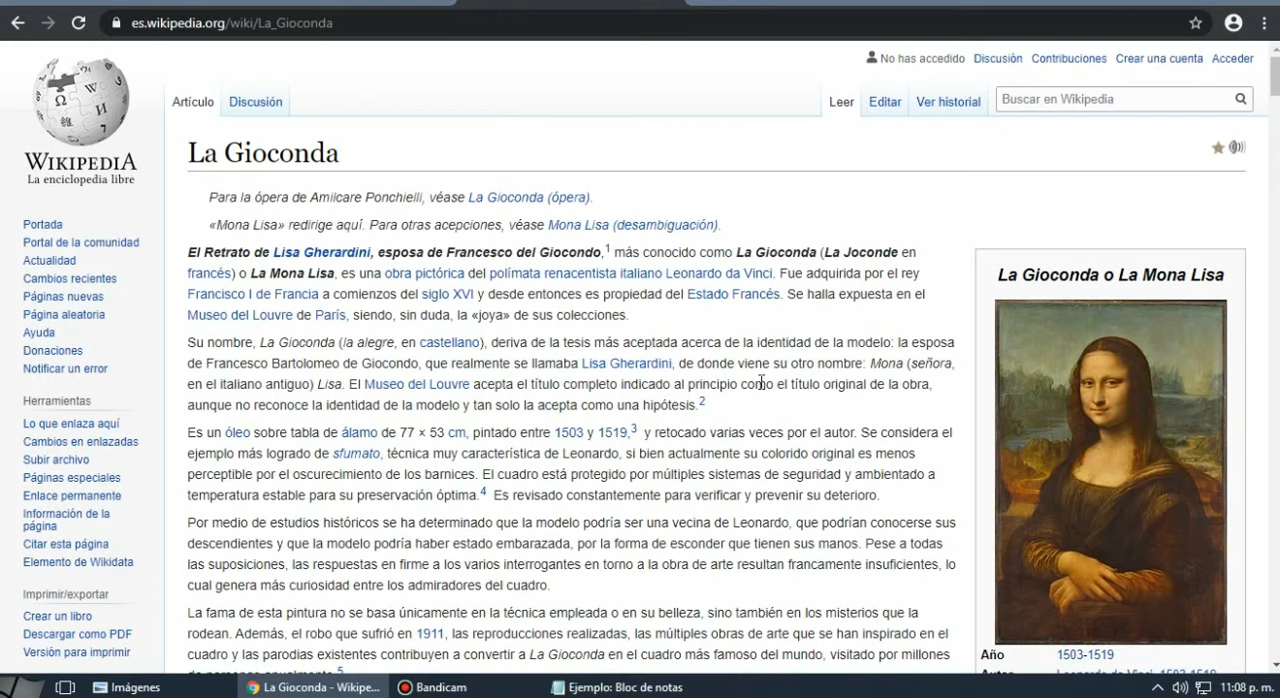 es.wikipedia.org/wiki/La_Gioconda
No has accedido Discusión Contribuciones Crear una cuenta Acceder
WIKIPEDIA
La enciclopedia libre
Artículo Discusión Leer Editar Ver historial Buscar en Wikipedia
La Gioconda
Para la ópera de Amilcare Ponchielli, véase La Gioconda (ópera).
«Mona Lisa» redirige aquí. Para otras acepciones, véase Mona Lisa (desambiguación).
El Retrato de Lisa Gherardini, esposa de Francesco del Giocondo,1 más conocido como La Gioconda (La Joconde en
francés) o La Mona Lisa, es una obra pictórica del polímata renacentista italiano Leonardo da Vinci. Fue adquirida por el rey
Francisco I de Francia a comienzos del siglo XVI y desde entonces es propiedad del Estado Francés. Se halla expuesta en el
Museo del Louvre de París, siendo, sin duda, la «joya» de sus colecciones.
Su nombre, La Gioconda (la alegre, en castellano), deriva de la tesis más aceptada acerca de la identidad de la modelo: la esposa
de Francesco Bartolomeo de Giocondo, que realmente se llamaba Lisa Gherardini, de donde viene su otro nombre: Mona (señora,
en el italiano antiguo) Lisa. El Museo del Louvre acepta el título completo indicado al principio como el título original de la obra,
aunque no reconoce la identidad de la modelo y tan solo la acepta como una hipótesis.2
Es un óleo sobre tabla de álamo de 77 × 53 cm, pintado entre 1503 y 1519,3 y retocado varias veces por el autor. Se considera el
ejemplo más logrado de sfumato, técnica muy característica de Leonardo, si bien actualmente su colorido original es menos
perceptible por el oscurecimiento de los barnices. El cuadro está protegido por múltiples sistemas de seguridad y ambientado a
temperatura estable para su preservación óptima.4 Es revisado constantemente para verificar y prevenir su deterioro.
Por medio de estudios históricos se ha determinado que la modelo podría ser una vecina de Leonardo, que podrían conocerse sus
descendientes y que la modelo podría haber estado embarazada, por la forma de esconder que tienen sus manos. Pese a todas
las suposiciones, las respuestas en firme a los varios interrogantes en torno a la obra de arte resultan francamente insuficientes, lo
cual genera más curiosidad entre los admiradores del cuadro.
La fama de esta pintura no se basa únicamente en la técnica empleada o en su belleza, sino también en los misterios que la
rodean. Además, el robo que sufrió en 1911, las reproducciones realizadas, las múltiples obras de arte que se han inspirado en el
cuadro y las parodias existentes contribuyen a convertir a La Gioconda en el cuadro más famoso del mundo, visitado por millones
5
Portada
Portal de la comunidad
Actualidad
Cambios recientes
Páginas nuevas
Página aleatoria
Ayuda
Donaciones
Notificar un error
Herramientas
Lo que enlaza aquí
Cambios en enlazadas
Subir archivo
Páginas especiales
Enlace permanente
Información de la
página
Citar esta página
Elemento de Wikidata
Imprimir/exportar
Crear un libro
Descargar como PDF
Versión para imprimir
La Gioconda o La Mona Lisa
Año 1503-1519
Imágenes La Gioconda - Wikipe... Bandicam Ejemplo: Bloc de notas 11:08 p. m.